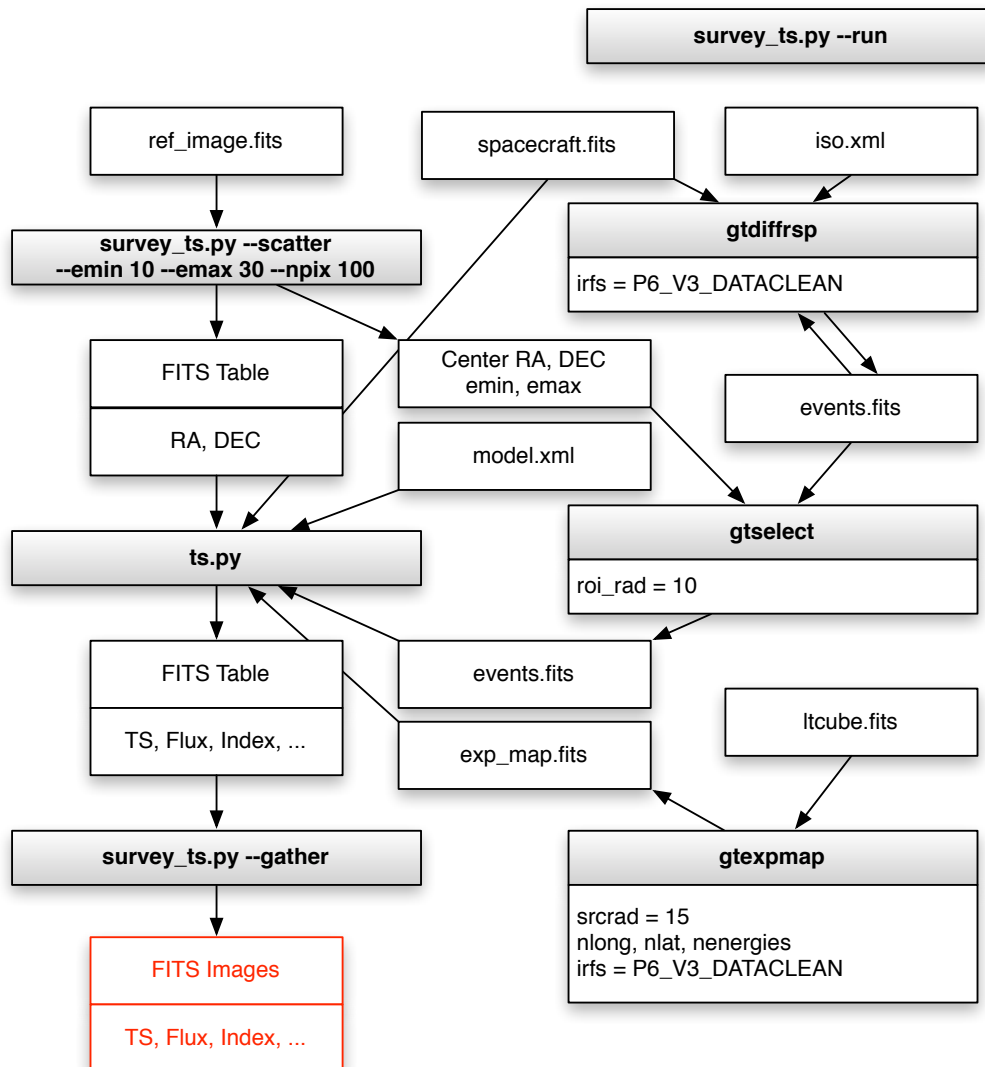 survey_ts.py --run
ref_image.fits
spacecraft.fits
iso.xml
survey_ts.py --scatter
--emin 10 --emax 30 --npix 100
gtdiffrsp
irfs = P6_V3_DATACLEAN
FITS Table
RA, DEC
Center RA, DEC
emin, emax
events.fits
model.xml
ts.py
gtselect
roi_rad = 10
FITS Table
TS, Flux, Index, ...
events.fits
exp_map.fits
ltcube.fits
survey_ts.py --gather
gtexpmap
srcrad = 15
nlong, nlat, nenergies
irfs = P6_V3_DATACLEAN
FITS Images
TS, Flux, Index, ...